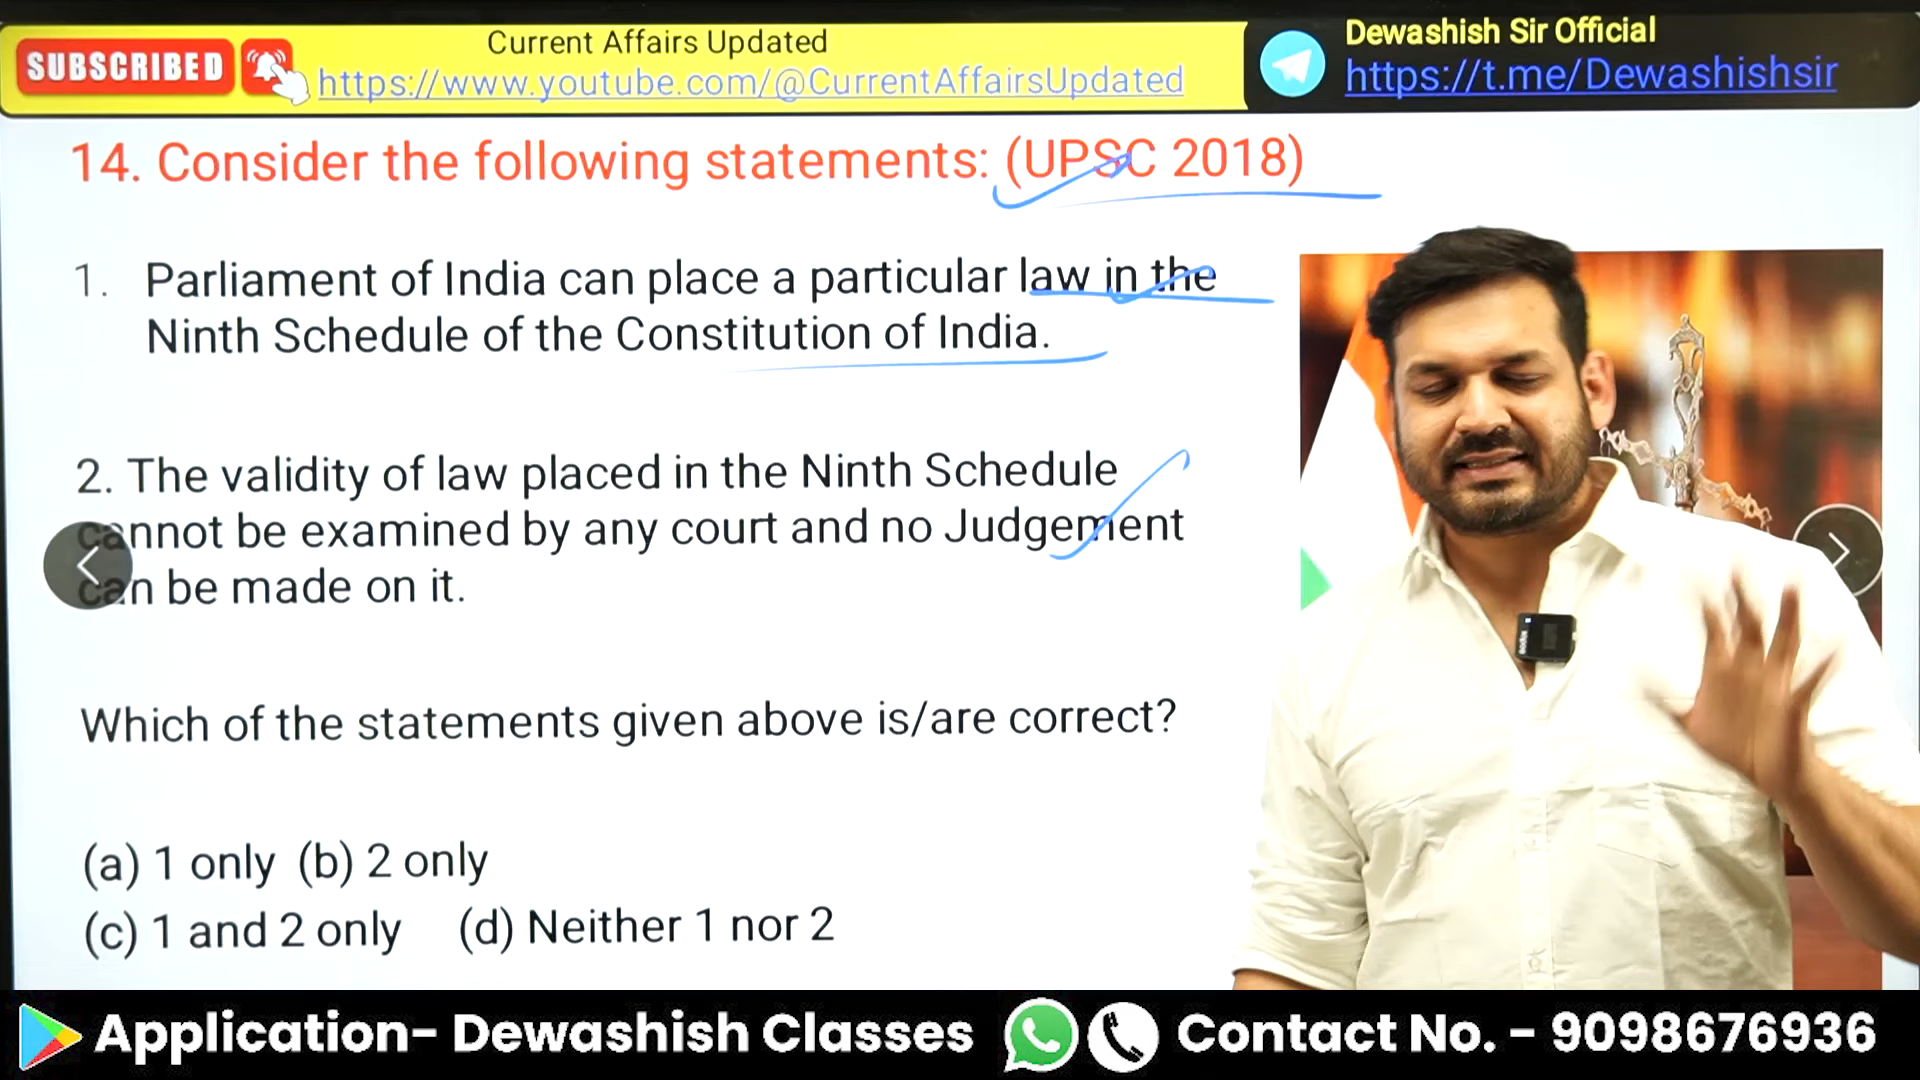 SUBSCRIBED
Current Affairs Updated
https://www.youtube.com/@CurrentAffairsUpdated
Dewashish Sir Official
https://t.me/Dewashishsir
14. Consider the following statements: (UPSC 2018)
1. Parliament of India can place a particular law in the
Ninth Schedule of the Constitution of India.
2. The validity of law placed in the Ninth Schedule
cannot be examined by any court and no Judgement
can be made on it.
Which of the statements given above is/are correct?
(a) 1 only (b) 2 only
(c) 1 and 2 only (d) Neither 1 nor 2
Application- Dewashish Classes
Contact No. - 9098676936